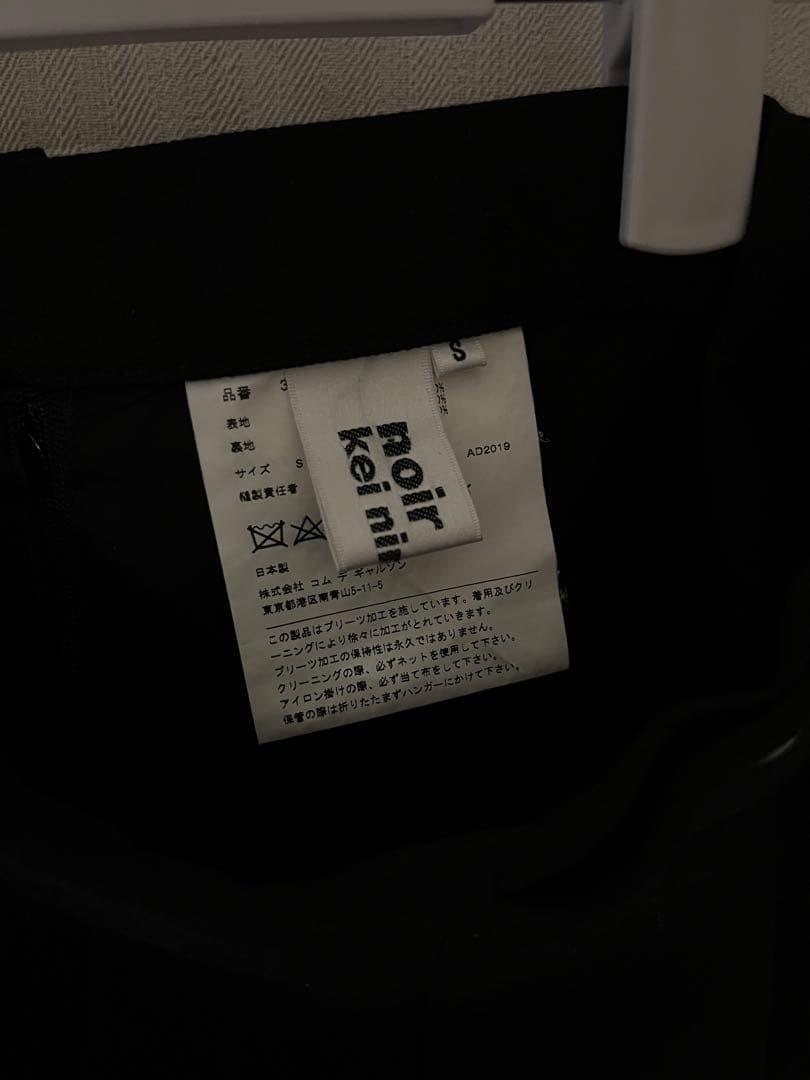 S
noir
kei ni
品番 3
表地
裏地
サイズ S
AD2019
縫製責任者
日本製
株式会社 コム デ ギャルソン
東京都港区南青山5-11-5
この製品はプリーツ加工を施しています。着用及びクリ
ーニングにより徐々に加工がとれていきます。
プリーツ加工の保持性は永久ではありません。
クリーニングの際、必ずネットを使用して下さい。
アイロン掛けの際、必ず当て布をして下さい。
保管の際は折りたたまずハンガーにかけて下さい。